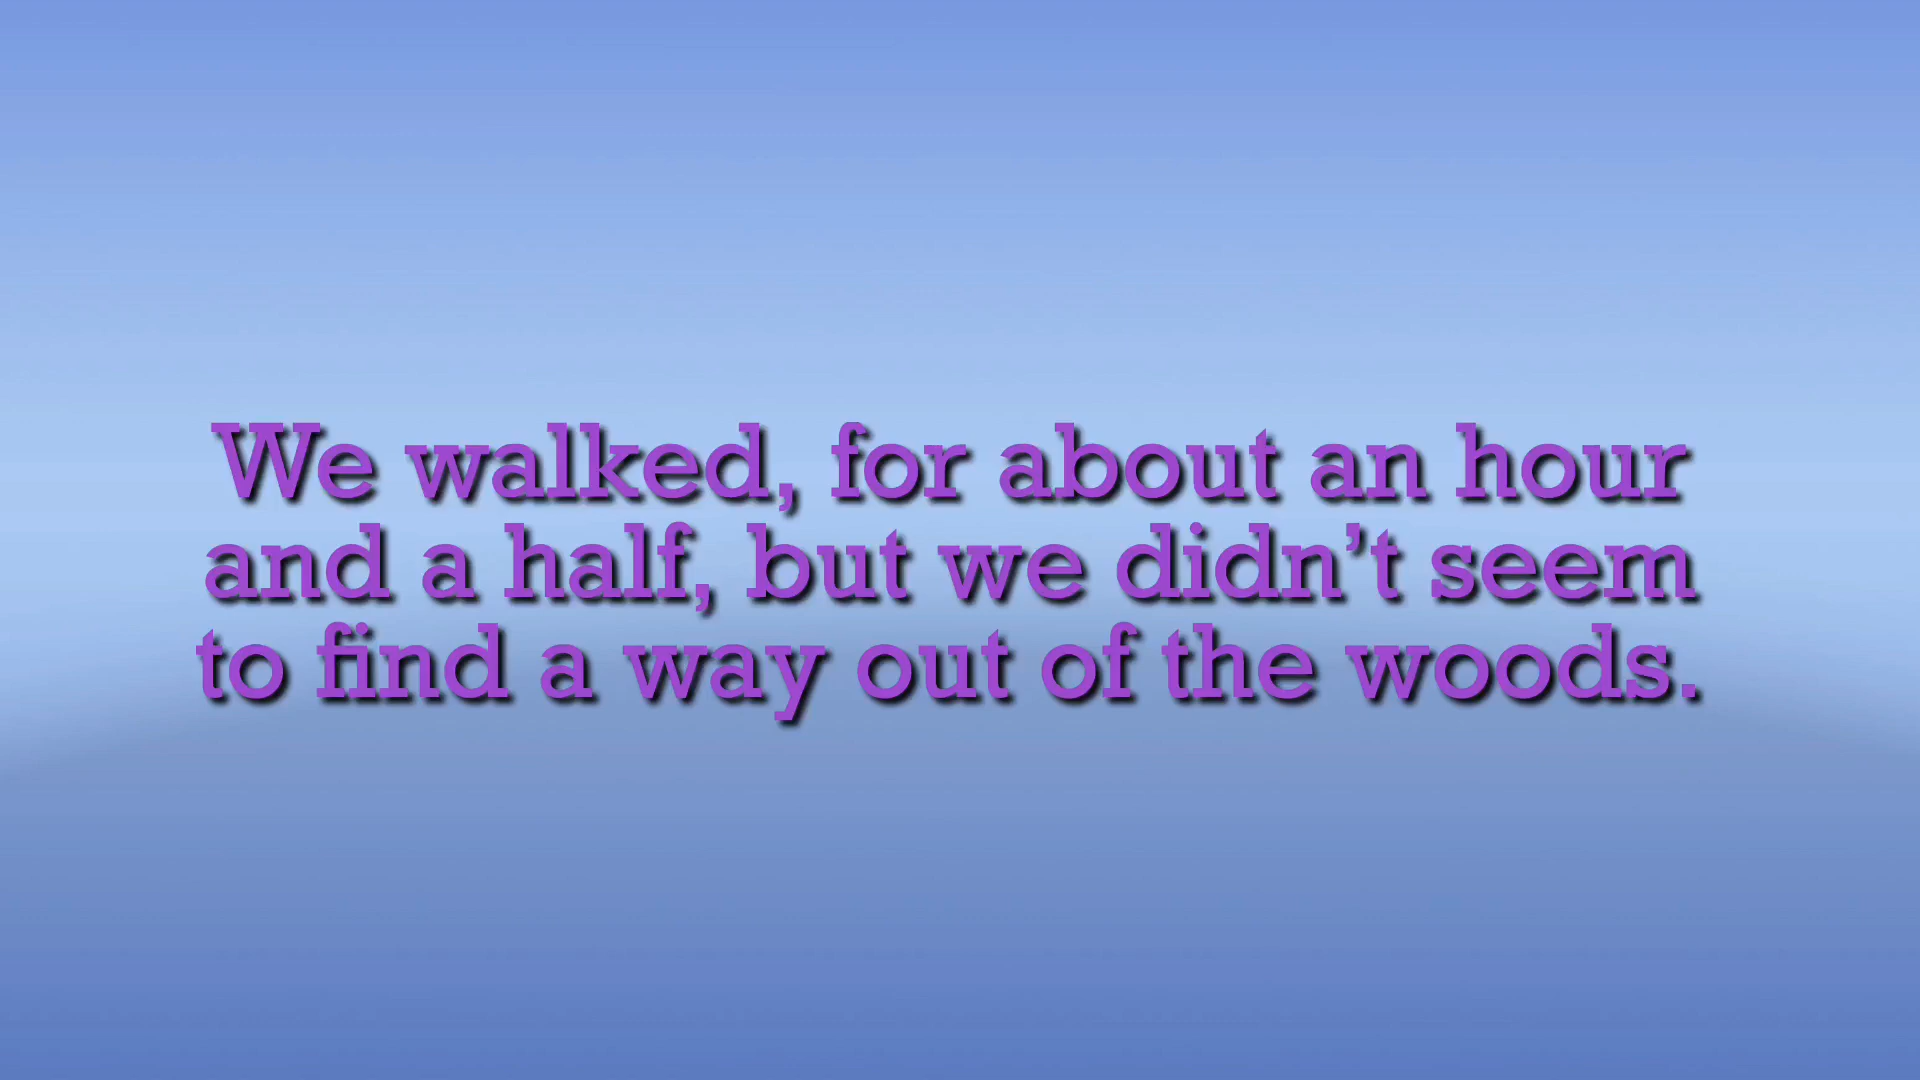 We walked, for about an hour
and a half, but we didn’t seem
to find a way out of the woods.